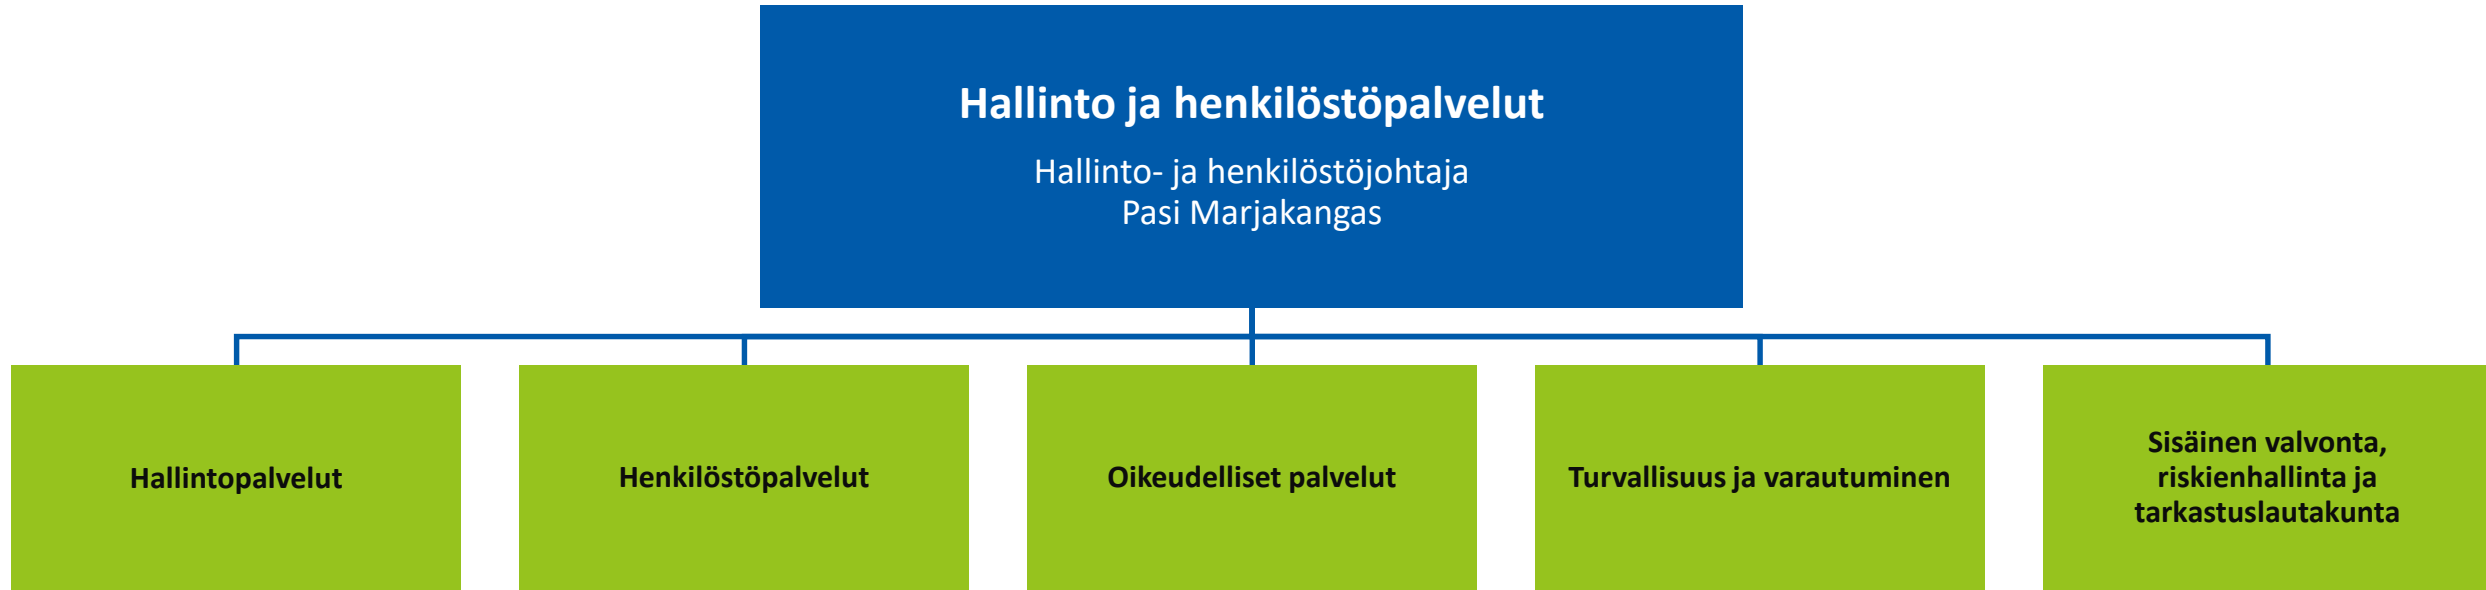 Hallinto ja henkilöstöpalvelut
Hallinto- ja henkilöstöjohtaja
Pasi Marjakangas
Hallintopalvelut
Henkilöstöpalvelut
Oikeudelliset palvelut
Turvallisuus ja varautuminen
Sisäinen valvonta,
riskienhallinta ja
tarkastuslautakunta